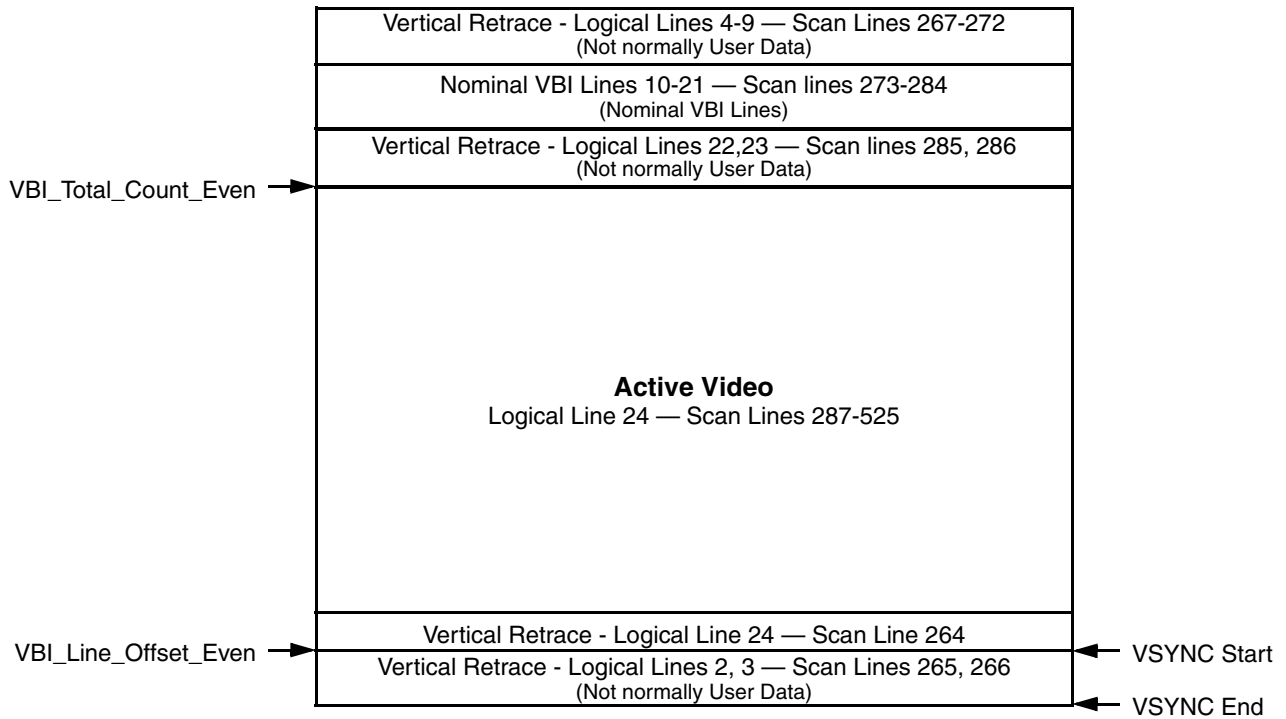 Vertical Retrace - Logical Lines 4-9 — Scan Lines 267-272
(Not normally User Data)
Nominal VBI Lines 10-21 — Scan lines 273-284
(Nominal VBI Lines)
Vertical Retrace - Logical Lines 22,23 — Scan lines 285, 286
(Not normally User Data)
VBI_Total_Count_Even
Active Video
Logical Line 24 — Scan Lines 287-525
Vertical Retrace - Logical Line 24 — Scan Line 264
VBI_Line_Offset_Even
VSYNC Start
Vertical Retrace - Logical Lines 2, 3 — Scan Lines 265, 266
(Not normally User Data)
VSYNC End